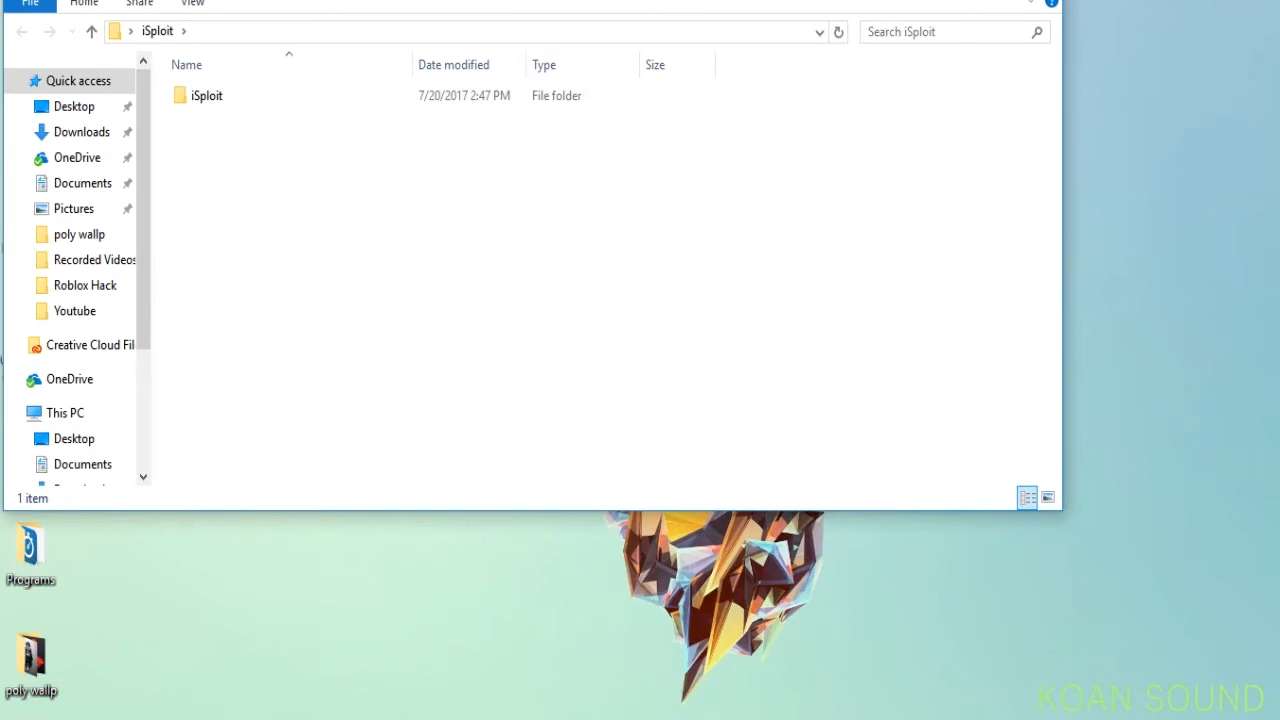 File Home Share View
iSploit
Search iSploit
Name Date modified Type Size
iSploit 7/20/2017 2:47 PM File folder
Quick access
Desktop
Downloads
OneDrive
Documents
Pictures
poly wallp
Recorded Videos
Roblox Hack
Youtube
Creative Cloud Fil
OneDrive
This PC
Desktop
Documents
1 item
Programs
poly wallp
KOAN SOUND